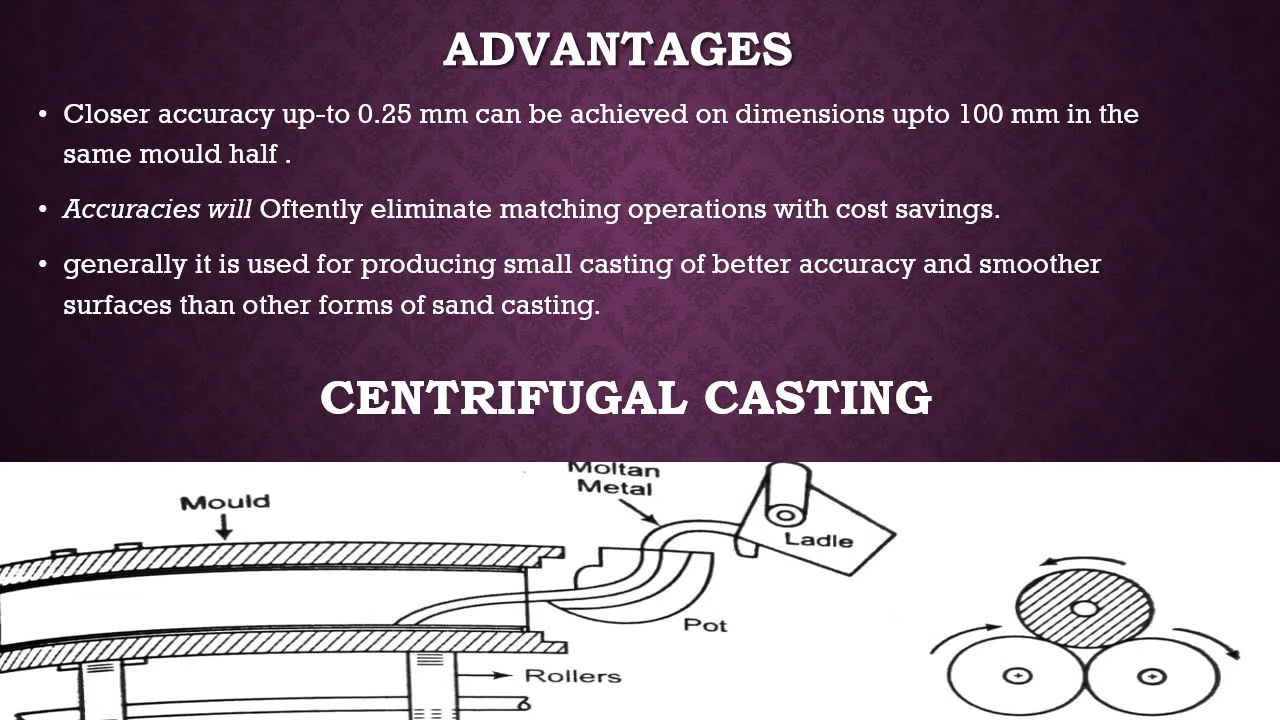 ADVANTAGES
• Closer accuracy up-to 0.25 mm can be achieved on dimensions upto 100 mm in the
same mould half .
• Accuracies will Oftently eliminate matching operations with cost savings.
• generally it is used for producing small casting of better accuracy and smoother
surfaces than other forms of sand casting.
CENTRIFUGAL CASTING
Moltan
Metal
Mould
Ladle
Pot
Rollers